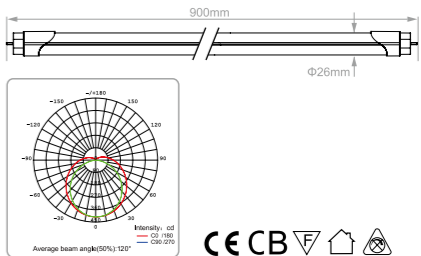 900mm
Φ26mm
-/+180
-150 150
-120 120
-90 90
-60 60
-30 30
0
Intensity: cd
C0 /180
C90 /270
Average beam angle(50%):120°
CE CB F